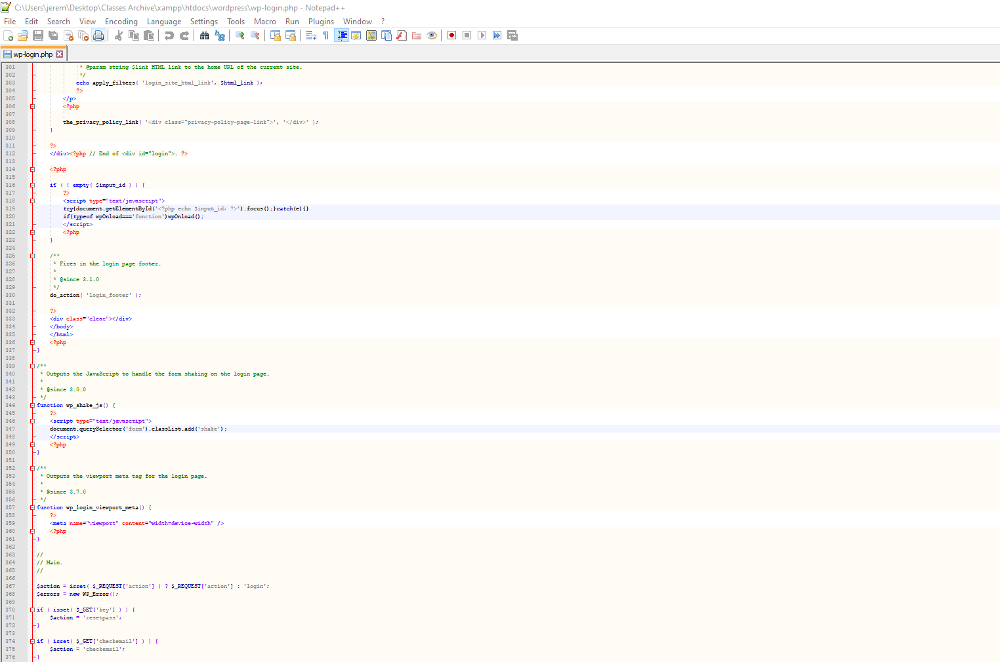 C:\Users\jerem\Desktop\Classes Archive\xampp\htdocs\wordpress\wp-login.php - Notepad++
File Edit Search View Encoding Language Settings Tools Macro Run Plugins Window ?
wp-login.php
301 * @param string $link HTML link to the home URL of the current site.
302 */
303 echo apply_filters( 'login_site_html_link', $html_link );
304 ?>
305 </p>
306 <?php
307
308 the_privacy_policy_link( '<div class="privacy-policy-page-link">', '</div>' );
309 }
310
311 ?>
312 </div><?php // End of <div id="login">. ?>
313
314 <?php
315
316 if ( ! empty( $input_id ) ) {
317 ?>
318 <script type="text/javascript">
319 try{document.getElementById('<?php echo $input_id; ?>').focus();}catch(e){}
320 if(typeof wpOnload==='function')wpOnload();
321 </script>
322 <?php
323 }
324
325 /**
326 * Fires in the login page footer.
327 *
328 * @since 3.1.0
329 */
330 do_action( 'login_footer' );
331
332 ?>
333 <div class="clear"></div>
334 </body>
335 </html>
336 <?php
337 }
338
339 /**
340 * Outputs the JavaScript to handle the form shaking on the login page.
341 *
342 * @since 3.0.0
343 */
344 function wp_shake_js() {
345 ?>
346 <script type="text/javascript">
347 document.querySelector('form').classList.add('shake');
348 </script>
349 <?php
350 }
351
352 /**
353 * Outputs the viewport meta tag for the login page.
354 *
355 * @since 3.7.0
356 */
357 function wp_login_viewport_meta() {
358 ?>
359 <meta name="viewport" content="width=device-width" />
360 <?php
361 }
362
363 //
364 // Main.
365 //
366
367 $action = isset( $_REQUEST['action'] ) ? $_REQUEST['action'] : 'login';
368 $errors = new WP_Error();
369
370 if ( isset( $_GET['key'] ) ) {
371 $action = 'resetpass';
372 }
373
374 if ( isset( $_GET['checkemail'] ) ) {
375 $action = 'checkemail';
376 }